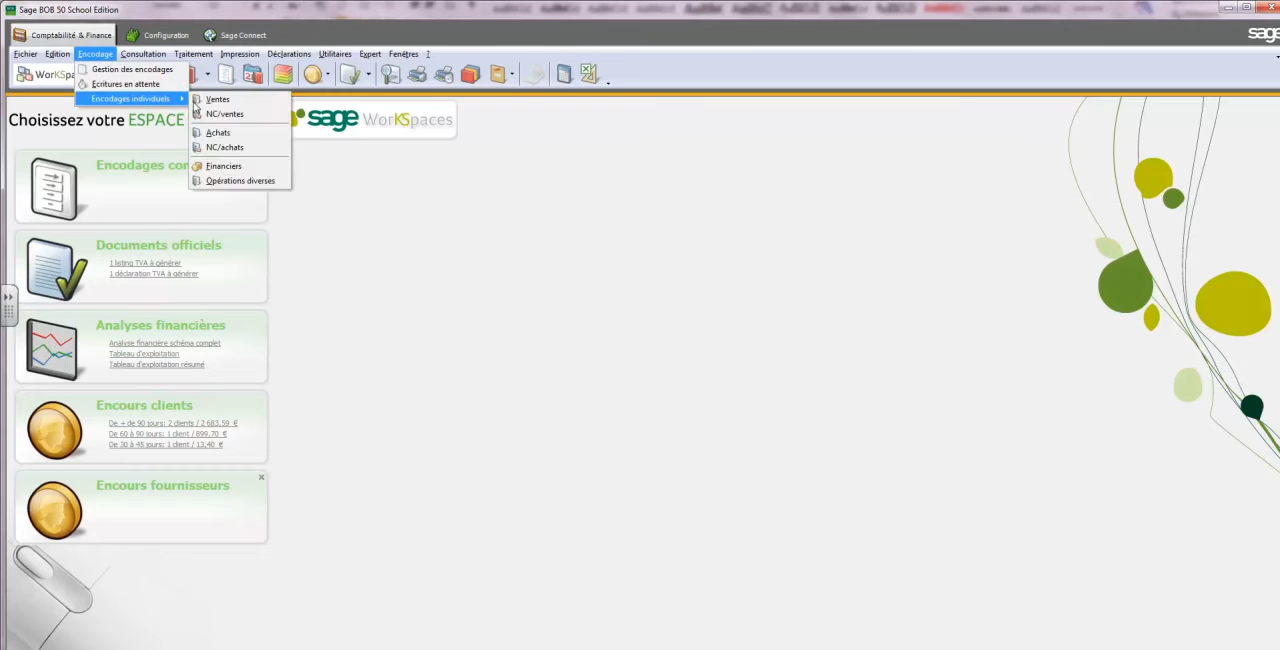 Sage BOB 50 School Edition
Comptabilité & Finance Configuration Sage Connect
sage
Fichier Edition Encodage Consultation Traitement Impression Déclarations Utilitaires Expert Fenêtres ?
Gestion des encodages
Ecritures en attente
Encodages individuels
Ventes
NC/ventes
Achats
NC/achats
Financiers
Opérations diverses
Choisissez votre ESPACE
sage WorKSpaces
Documents officiels
1 listing TVA à générer
1 déclaration TVA à générer
Analyses financières
Analyse financière schéma complet
Tableau d'exploitation
Tableau d'exploitation résumé
Encours clients
De + de 90 jours: 2 clients / 2 683,59 €
De 60 à 90 jours: 1 client / 899,70 €
De 30 à 45 jours: 1 client / 13,40 €
Encours fournisseurs